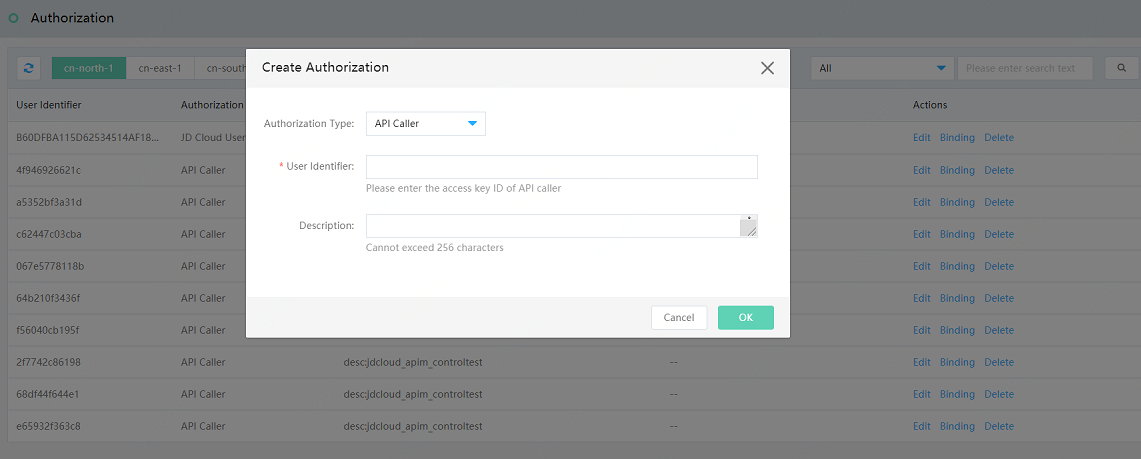 Authorization
cn-north-1 cn-east-1 cn-south All Please enter search text
User Identifier Authorization Actions
B60DFBA115D62534514AF18... JD Cloud User Edit Binding Delete
4f946926621c API Caller Edit Binding Delete
a5352bf3a31d API Caller Edit Binding Delete
c62447c03cba API Caller Edit Binding Delete
067e5778118b API Caller Edit Binding Delete
64b210f3436f API Caller Edit Binding Delete
f56040cb195f API Caller Edit Binding Delete
2f7742c86198 API Caller desc:jdcloud_apim_controltest -- Edit Binding Delete
68df44f644e1 API Caller desc:jdcloud_apim_controltest -- Edit Binding Delete
e65932f363c8 API Caller desc:jdcloud_apim_controltest -- Edit Binding Delete
Create Authorization
Authorization Type: API Caller
* User Identifier:
Please enter the access key ID of API caller
Description:
Cannot exceed 256 characters
Cancel OK